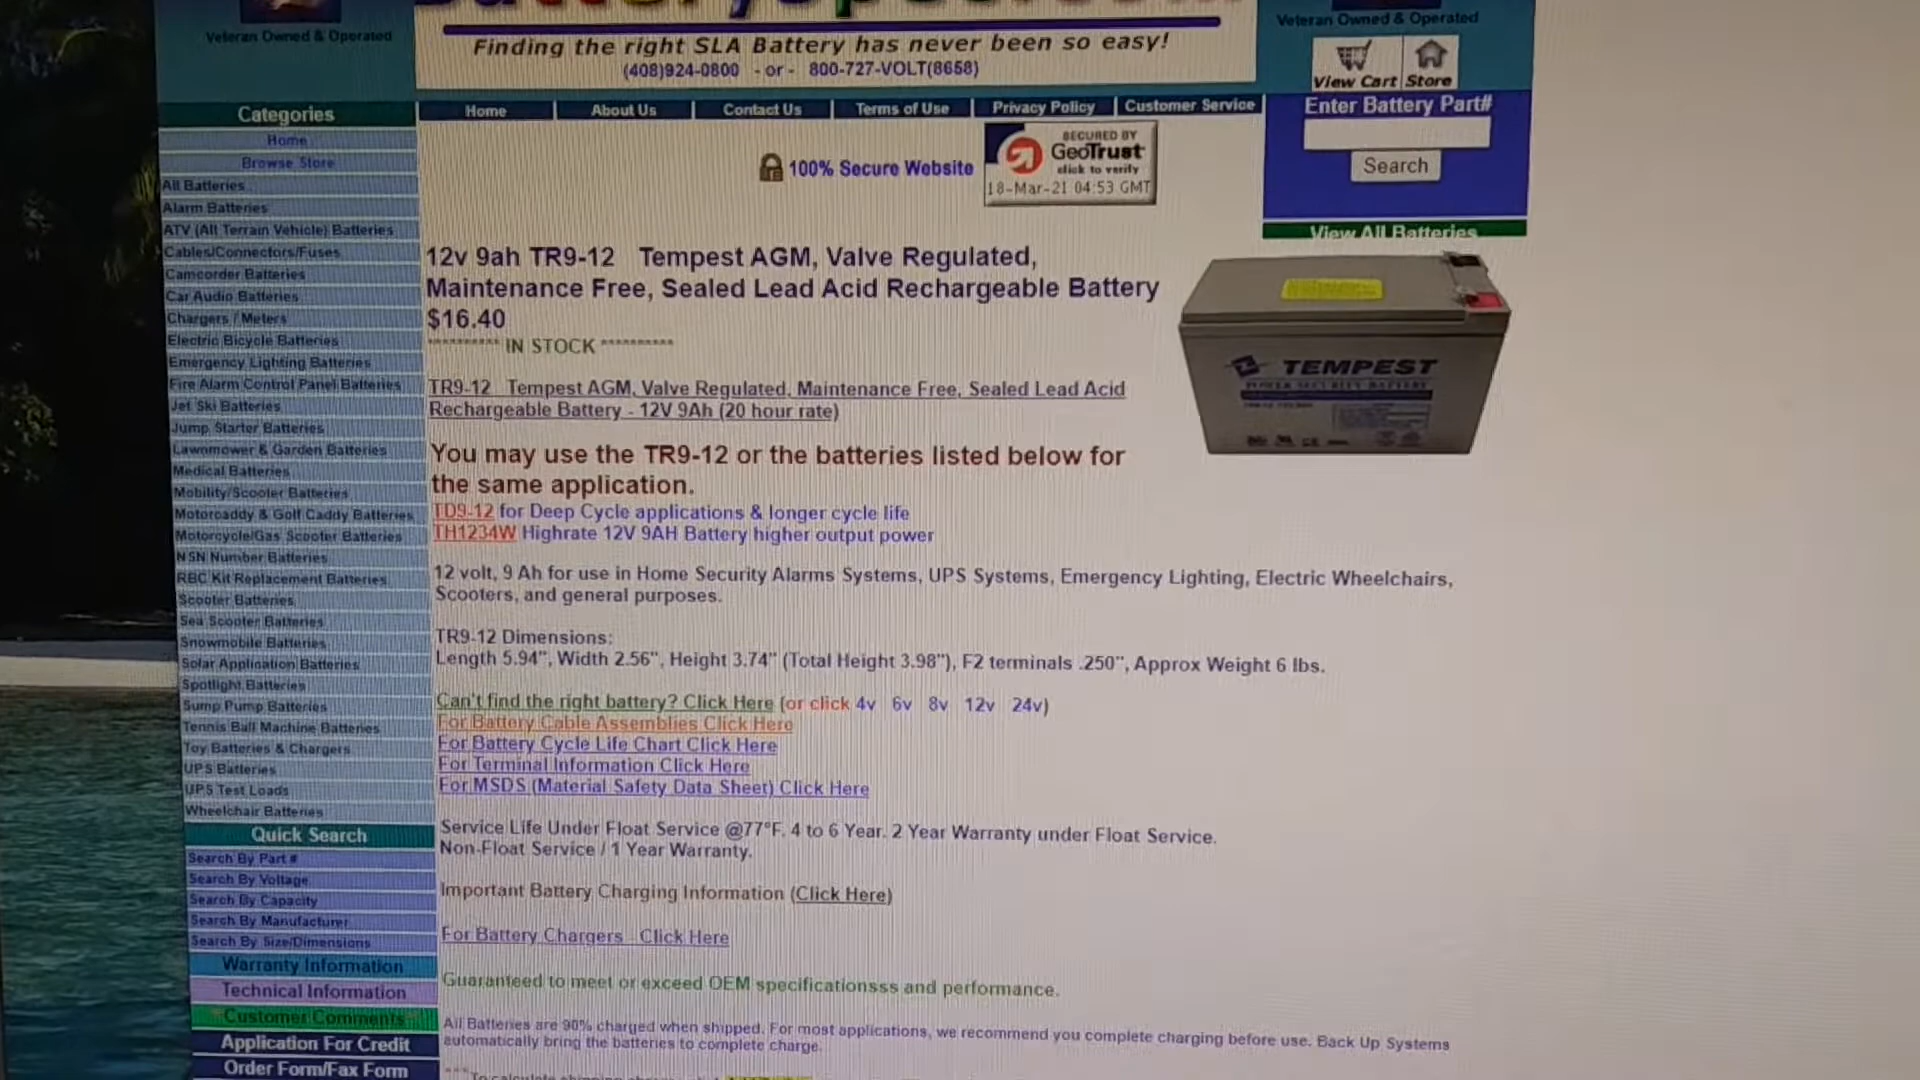 Veteran Owned & Operated
Finding the right SLA Battery has never been so easy!
(408)924-0800 - or - 800-727-VOLT(8658)
Veteran Owned & Operated
View Cart
Store
Categories
Home
About Us
Contact Us
Terms of Use
Privacy Policy
Customer Service
Enter Battery Part#
Search
View All Batteries
100% Secure Website
SECURED BY
GeoTrust
click to verify
18-Mar-21 04:53 GMT
Home
Browse Store
All Batteries
Alarm Batteries
ATV (All Terrain Vehicle) Batteries
Cables/Connectors/Fuses
Camcorder Batteries
Car Audio Batteries
Chargers / Meters
Electric Bicycle Batteries
Emergency Lighting Batteries
Fire Alarm Control Panel Batteries
Jet Ski Batteries
Jump Starter Batteries
Lawnmower & Garden Batteries
Medical Batteries
Mobility/Scooter Batteries
Motorcaddy & Golf Caddy Batteries
Motorcycle/Gas Scooter Batteries
NSN Number Batteries
RBC Kit Replacement Batteries
Scooter Batteries
Sea Scooter Batteries
Snowmobile Batteries
Solar Application Batteries
Spotlight Batteries
Sump Pump Batteries
Tennis Ball Machine Batteries
Toy Batteries & Chargers
UPS Batteries
UPS Test Loads
Wheelchair Batteries
Quick Search
Search By Part #
Search By Voltage
Search By Capacity
Search By Manufacturer
Search By Size/Dimensions
Warranty Information
Technical Information
Customer Comments
Application For Credit
Order Form/Fax Form
12v 9ah TR9-12 Tempest AGM, Valve Regulated,
Maintenance Free, Sealed Lead Acid Rechargeable Battery
$16.40
********** IN STOCK **********
TEMPEST
TR9-12 Tempest AGM, Valve Regulated, Maintenance Free, Sealed Lead Acid
Rechargeable Battery - 12V 9Ah (20 hour rate)
You may use the TR9-12 or the batteries listed below for
the same application.
TD9-12 for Deep Cycle applications & longer cycle life
TH1234W Highrate 12V 9AH Battery higher output power
12 volt, 9 Ah for use in Home Security Alarms Systems, UPS Systems, Emergency Lighting, Electric Wheelchairs,
Scooters, and general purposes.
TR9-12 Dimensions:
Length 5.94", Width 2.56", Height 3.74" (Total Height 3.98"), F2 terminals .250", Approx Weight 6 lbs.
Can't find the right battery? Click Here (or click 4v 6v 8v 12v 24v)
For Battery Cable Assemblies Click Here
For Battery Cycle Life Chart Click Here
For Terminal Information Click Here
For MSDS (Material Safety Data Sheet) Click Here
Service Life Under Float Service @77°F. 4 to 6 Year. 2 Year Warranty under Float Service.
Non-Float Service / 1 Year Warranty.
Important Battery Charging Information (Click Here)
For Battery Chargers - Click Here
Guaranteed to meet or exceed OEM specificationsss and performance.
All Batteries are 90% charged when shipped. For most applications, we recommend you complete charging before use. Back Up Systems
automatically bring the batteries to complete charge.